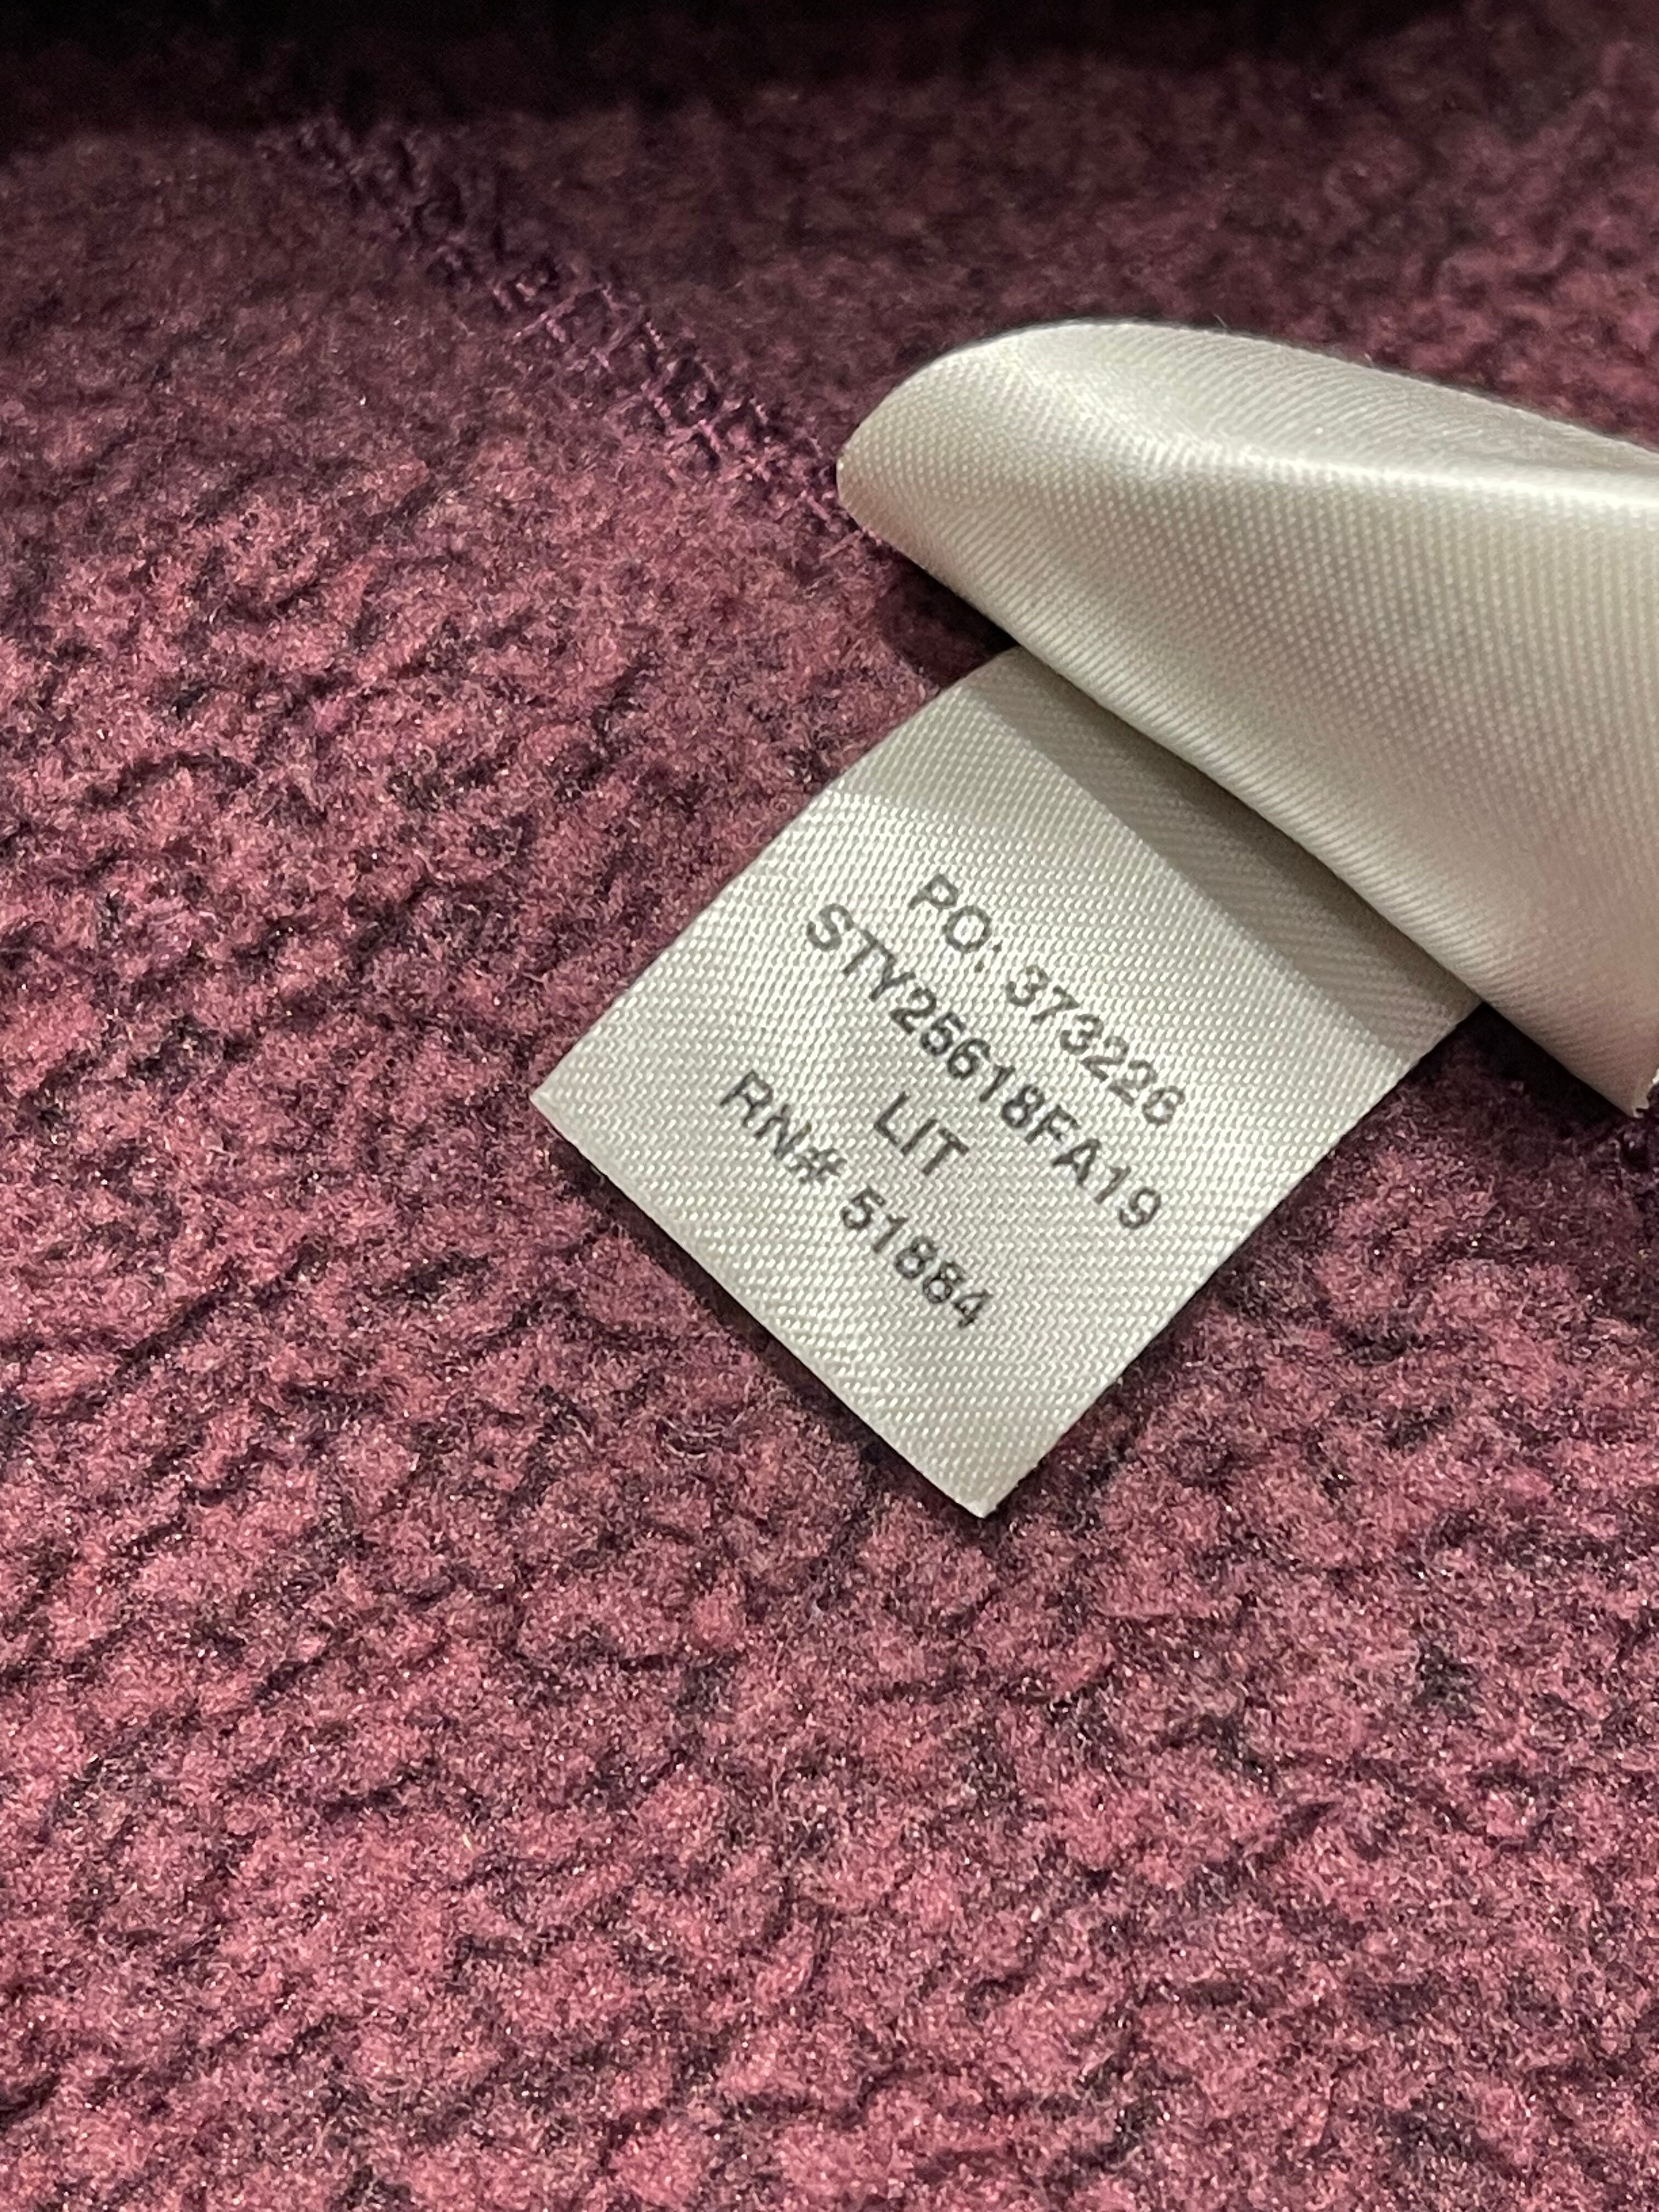 PO: 373226
STY25618FA19
LIT
RN# 51884